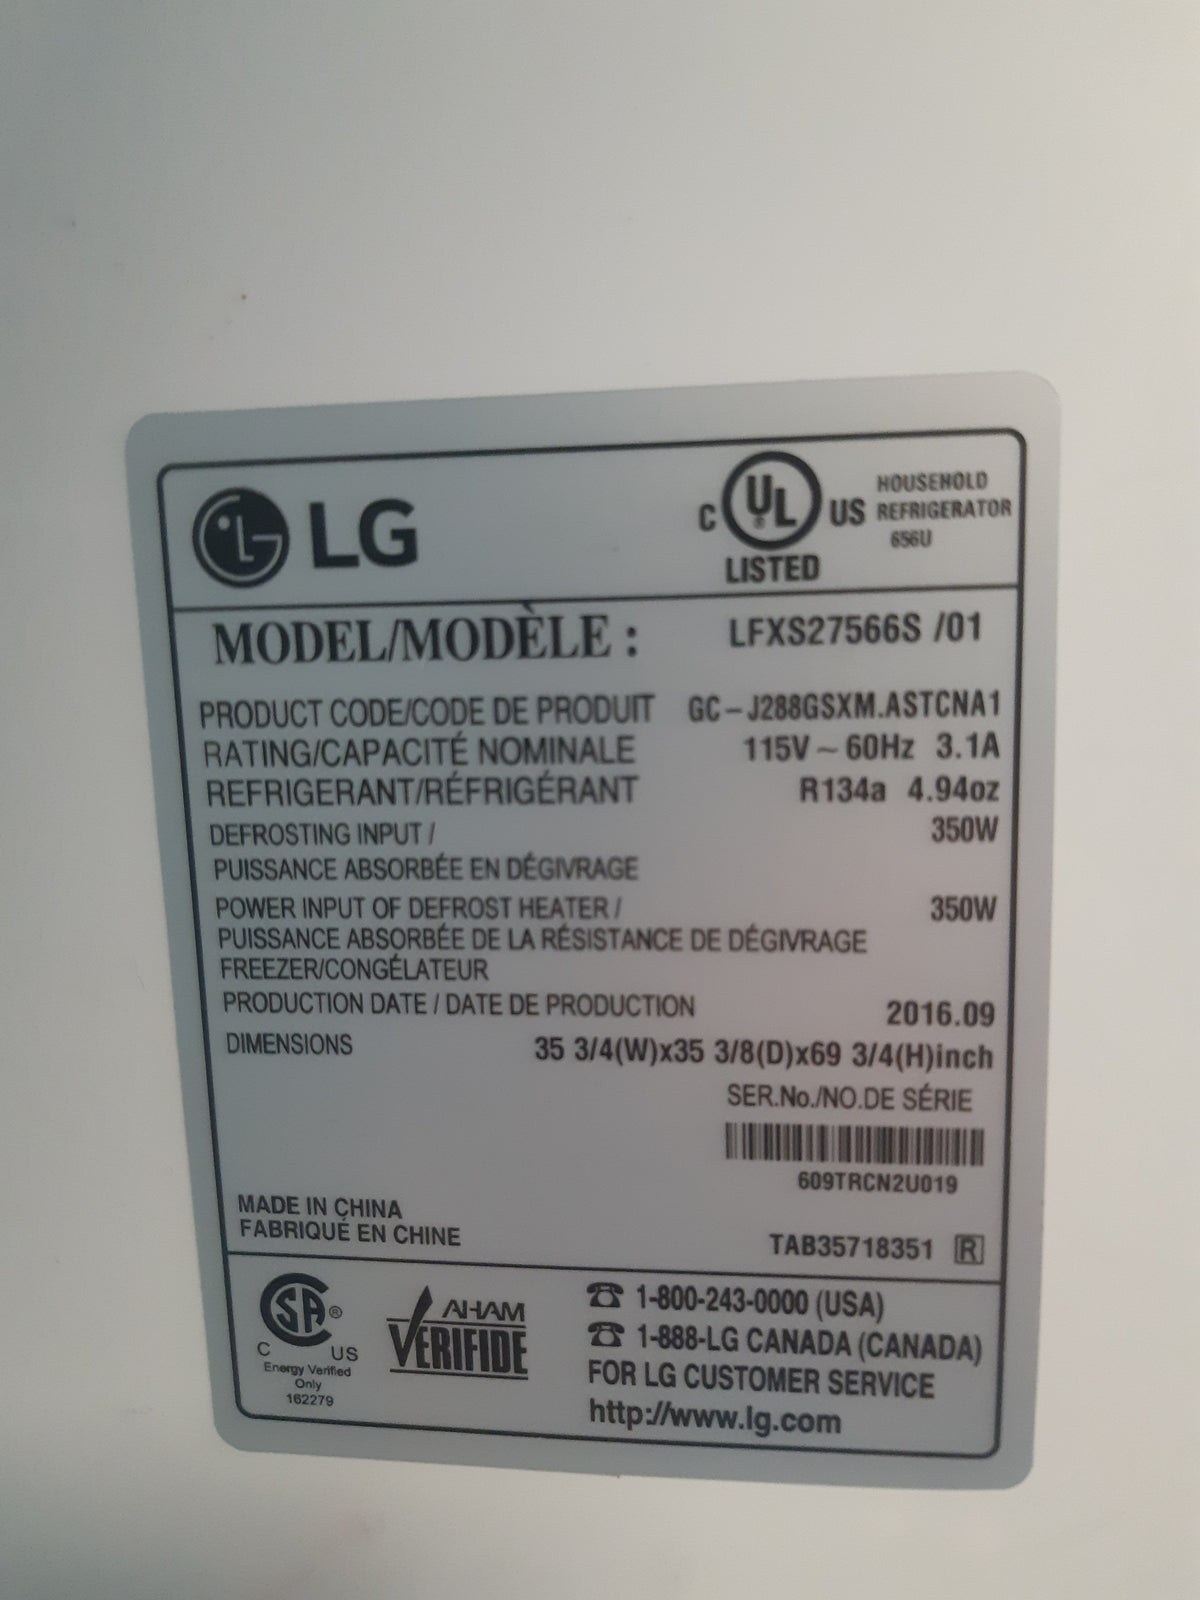 LG
C UL US
LISTED
HOUSEHOLD
REFRIGERATOR
656U
MODEL/MODÈLE : LFXS27566S /01
PRODUCT CODE/CODE DE PRODUIT GC-J288GSXM.ASTCNA1
RATING/CAPACITÉ NOMINALE 115V ~ 60Hz 3.1A
REFRIGERANT/RÉFRIGÉRANT R134a 4.94oz
DEFROSTING INPUT / 350W
PUISSANCE ABSORBÉE EN DÉGIVRAGE
POWER INPUT OF DEFROST HEATER / 350W
PUISSANCE ABSORBÉE DE LA RÉSISTANCE DE DÉGIVRAGE
FREEZER/CONGÉLATEUR
PRODUCTION DATE / DATE DE PRODUCTION 2016.09
DIMENSIONS 35 3/4(W)x35 3/8(D)x69 3/4(H)inch
SER.No./NO.DE SÉRIE
609TRCN2U019
MADE IN CHINA
FABRIQUÉ EN CHINE
TAB35718351 R
CSA ®
C US
Energy Verified
Only
162279
AHAM
VERIFIDE
☎ 1-800-243-0000 (USA)
☎ 1-888-LG CANADA (CANADA)
FOR LG CUSTOMER SERVICE
http://www.lg.com